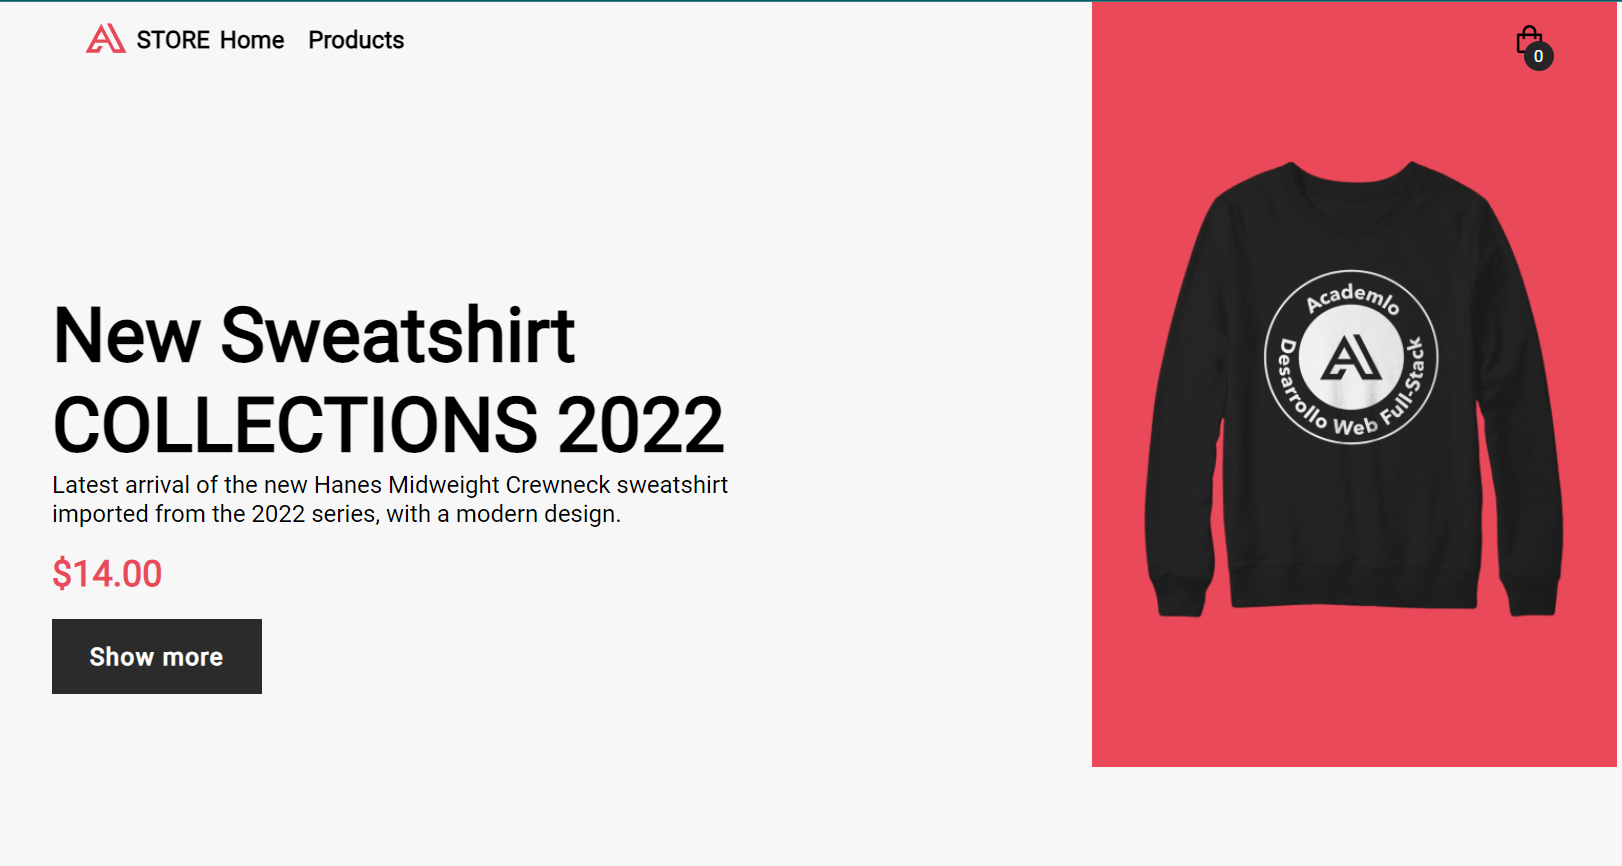 STORE Home Products
0
New Sweatshirt
COLLECTIONS 2022
Latest arrival of the new Hanes Midweight Crewneck sweatshirt
imported from the 2022 series, with a modern design.
$14.00
Show more
Academlo
Desarrollo Web Full-Stack